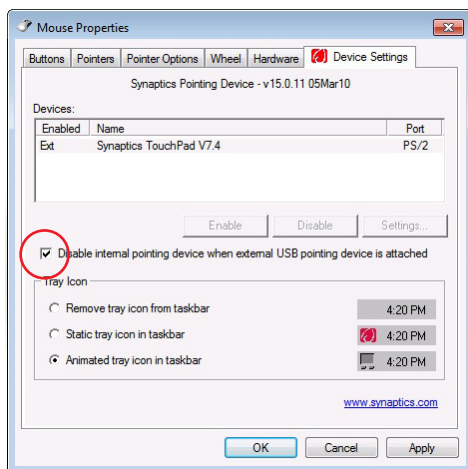 Mouse Properties
Buttons Pointers Pointer Options Wheel Hardware Device Settings
Synaptics Pointing Device - v15.0.11 05Mar10
Devices:
Enabled Name Port
Ext Synaptics TouchPad V7.4 PS/2
Enable Disable Settings...
Disable internal pointing device when external USB pointing device is attached
Tray Icon
Remove tray icon from taskbar 4:20 PM
Static tray icon in taskbar 4:20 PM
Animated tray icon in taskbar 4:20 PM
www.synaptics.com
OK Cancel Apply